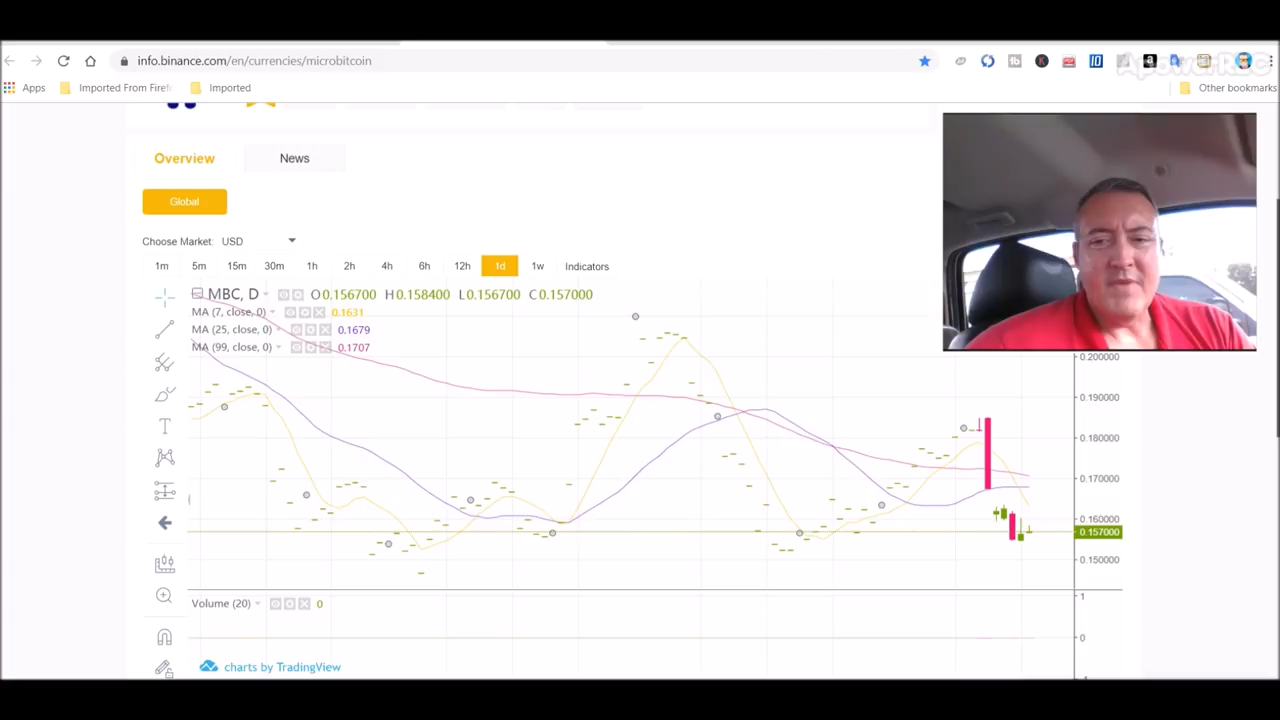 info.binance.com/en/currencies/microbitcoin
ApowerREC
Apps
Imported From Firef
Imported
Other bookmarks
Overview
News
Global
Choose Market: USD
1m 5m 15m 30m 1h 2h 4h 6h 12h 1d 1w Indicators
MBC, D O0.156700 H0.158400 L0.156700 C0.157000
MA (7, close, 0) 0.1631
MA (25, close, 0) 0.1679
MA (99, close, 0) 0.1707
0.200000
0.190000
0.180000
0.170000
0.160000
0.157000
0.150000
Volume (20) 0
1
0
charts by TradingView